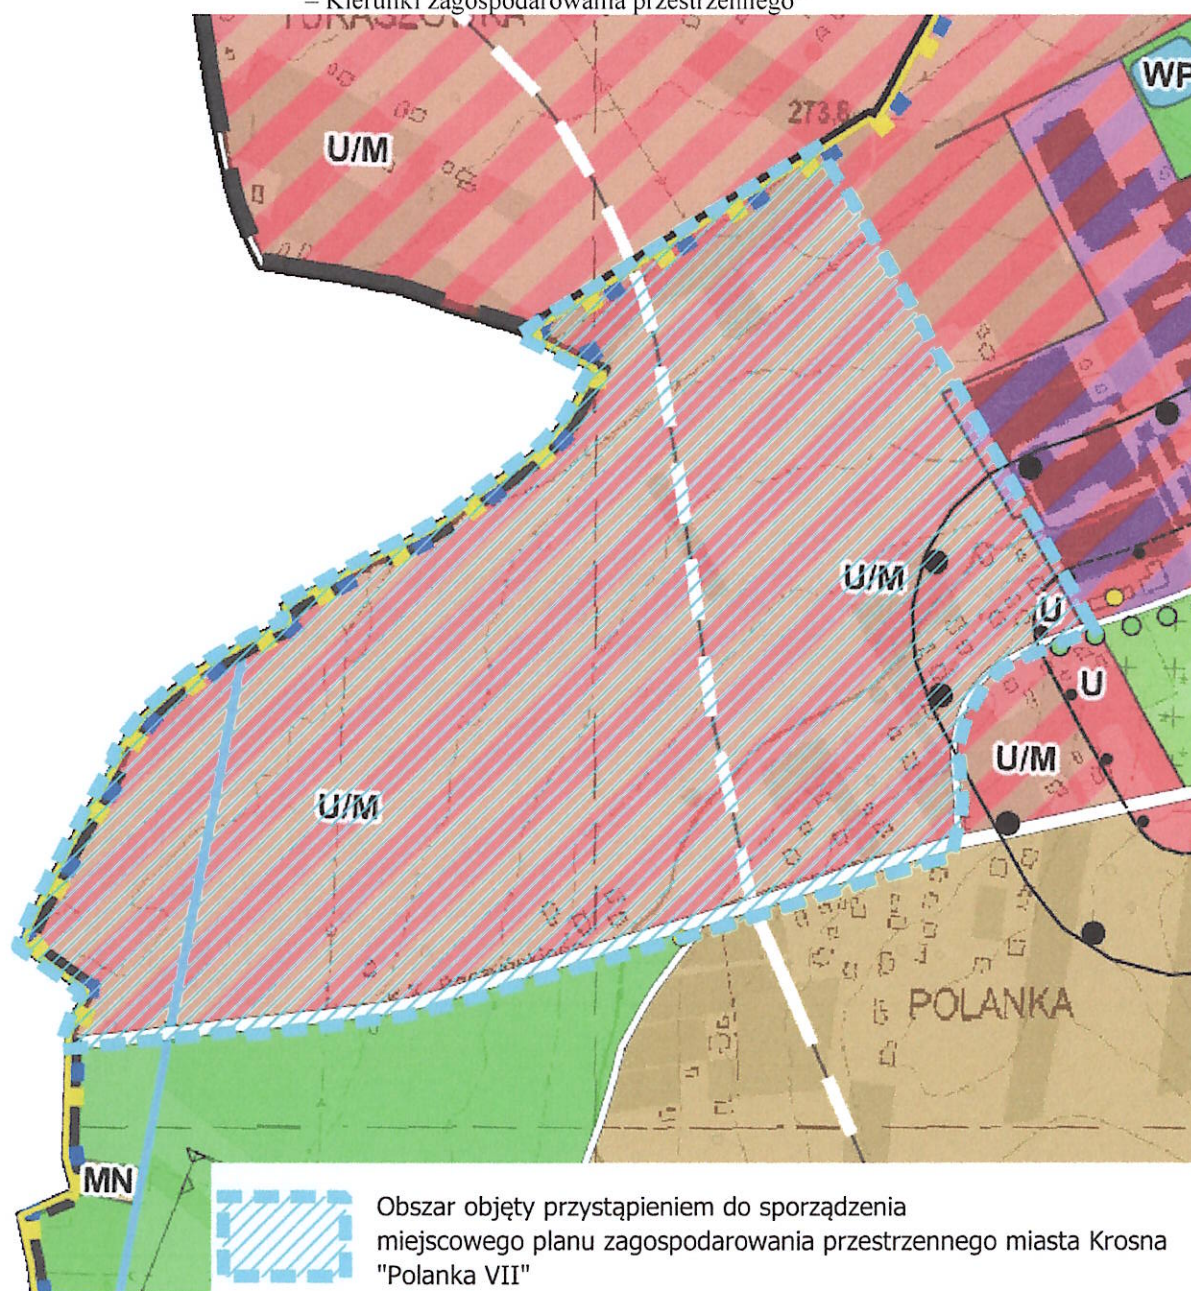 – Kierunki zagospodarowania przestrzennego
TURASZÓWKA
WP
273,8
U/M
U/M
U
U
U/M
U/M
POLANKA
MN
Obszar objęty przystąpieniem do sporządzenia
miejscowego planu zagospodarowania przestrzennego miasta Krosna
"Polanka VII"